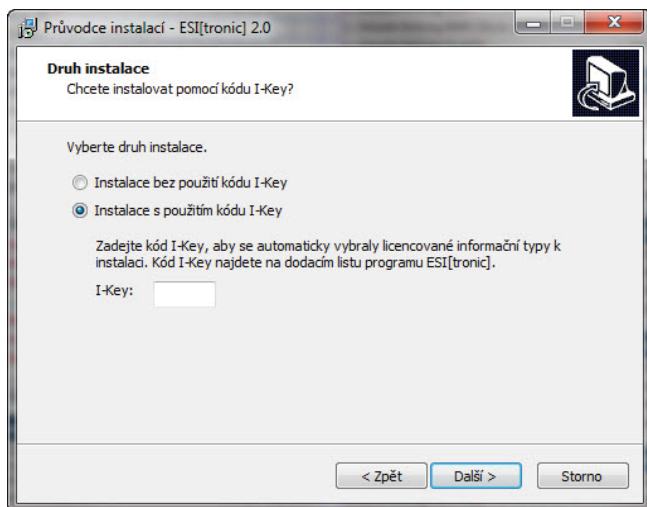 Průvodce instalací - ESI[tronic] 2.0
Druh instalace
Chcete instalovat pomocí kódu I-Key?
Vyberte druh instalace.
Instalace bez použití kódu I-Key
Instalace s použitím kódu I-Key
Zadejte kód I-Key, aby se automaticky vybraly licencované informační typy k
instalaci. Kód I-Key najdete na dodacím listu programu ESI[tronic].
I-Key:
< Zpět Další > Storno